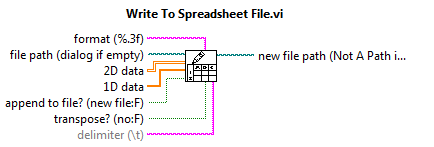 Write To Spreadsheet File.vi
format (%.3f)
file path (dialog if empty)
2D data
1D data
append to file? (new file:F)
transpose? (no:F)
delimiter (\t)
new file path (Not A Path i...